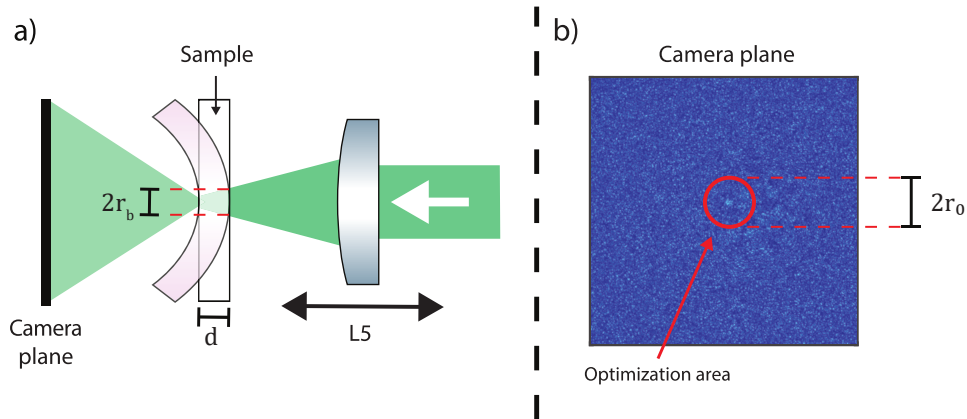 a)
Sample
2r_b
Camera
plane
d
L5
b)
Camera plane
2r_0
Optimization area